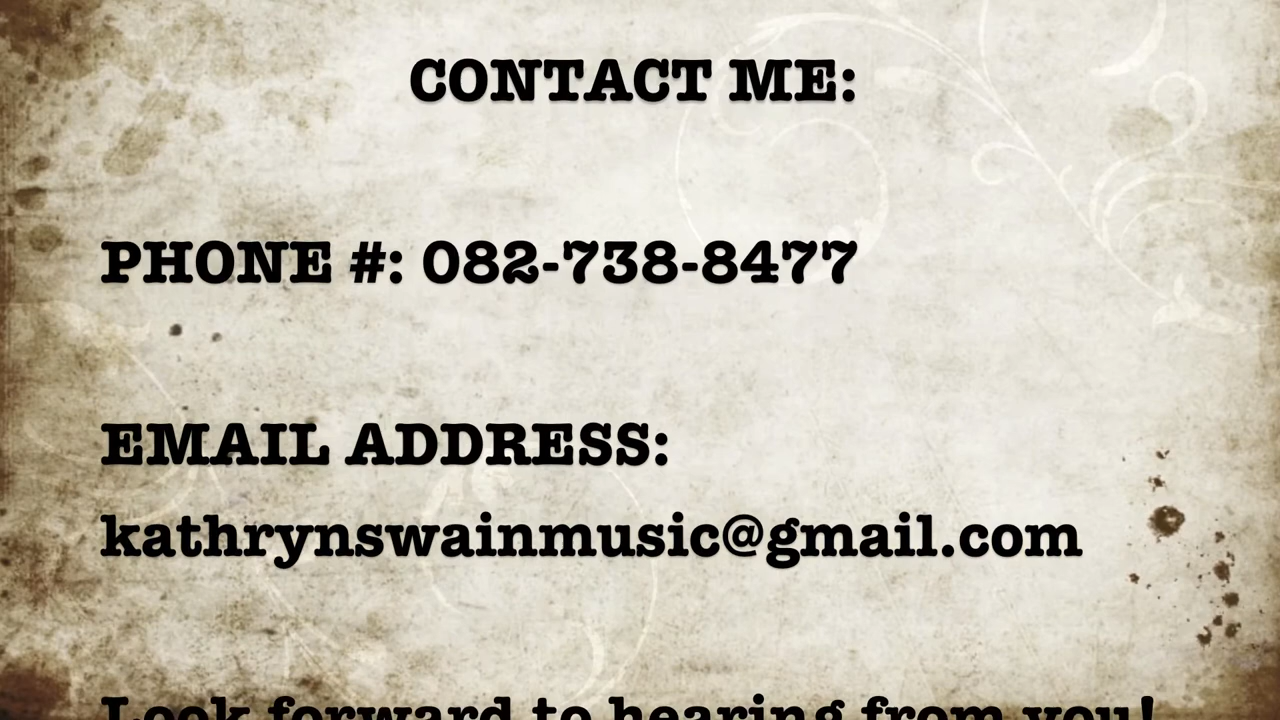 CONTACT ME:
PHONE #: 082-738-8477
EMAIL ADDRESS:
kathrynswainmusic@gmail.com
Look forward to hearing from you!